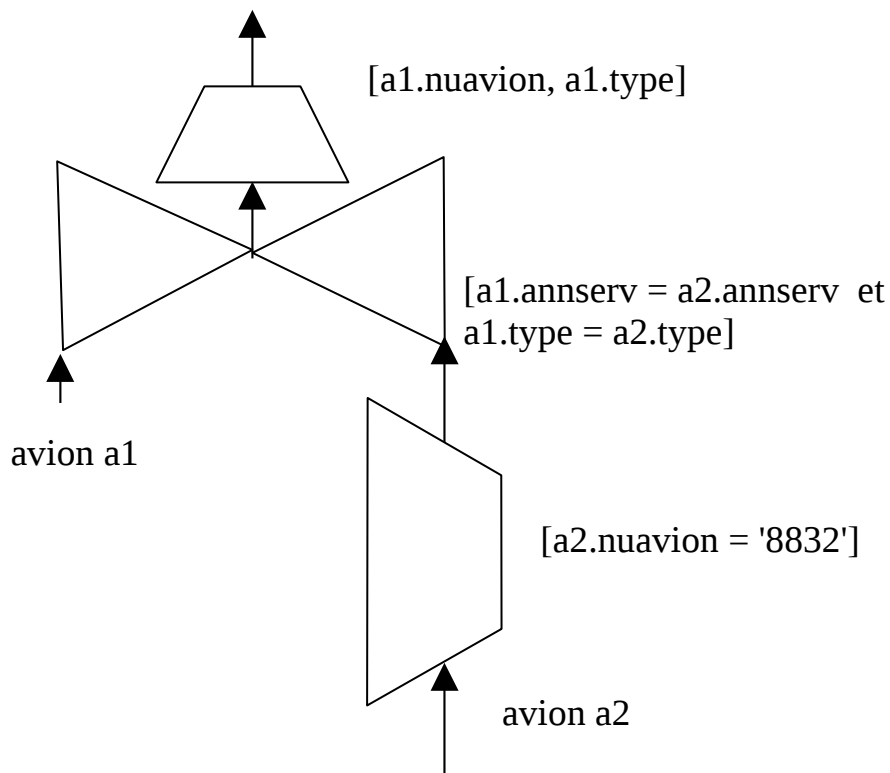 [a1.nuavion, a1.type]
[a1.annserv = a2.annserv  et
a1.type = a2.type]
avion a1
[a2.nuavion = '8832']
avion a2